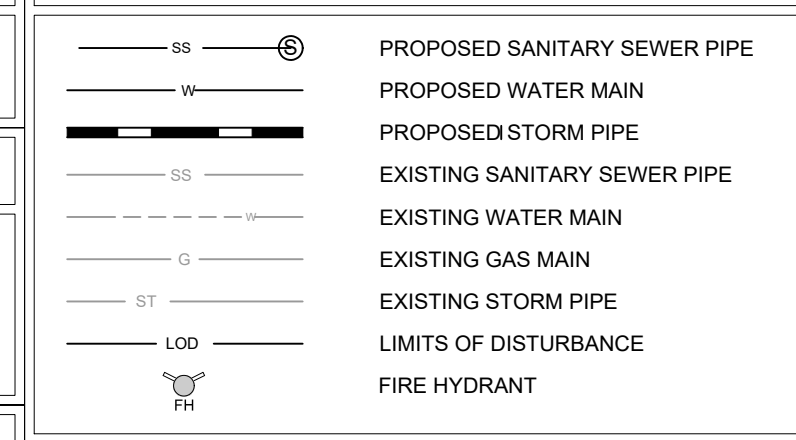 SS S PROPOSED SANITARY SEWER PIPE
W PROPOSED WATER MAIN
PROPOSED STORM PIPE
SS EXISTING SANITARY SEWER PIPE
W EXISTING WATER MAIN
G EXISTING GAS MAIN
ST EXISTING STORM PIPE
LOD LIMITS OF DISTURBANCE
FH FIRE HYDRANT